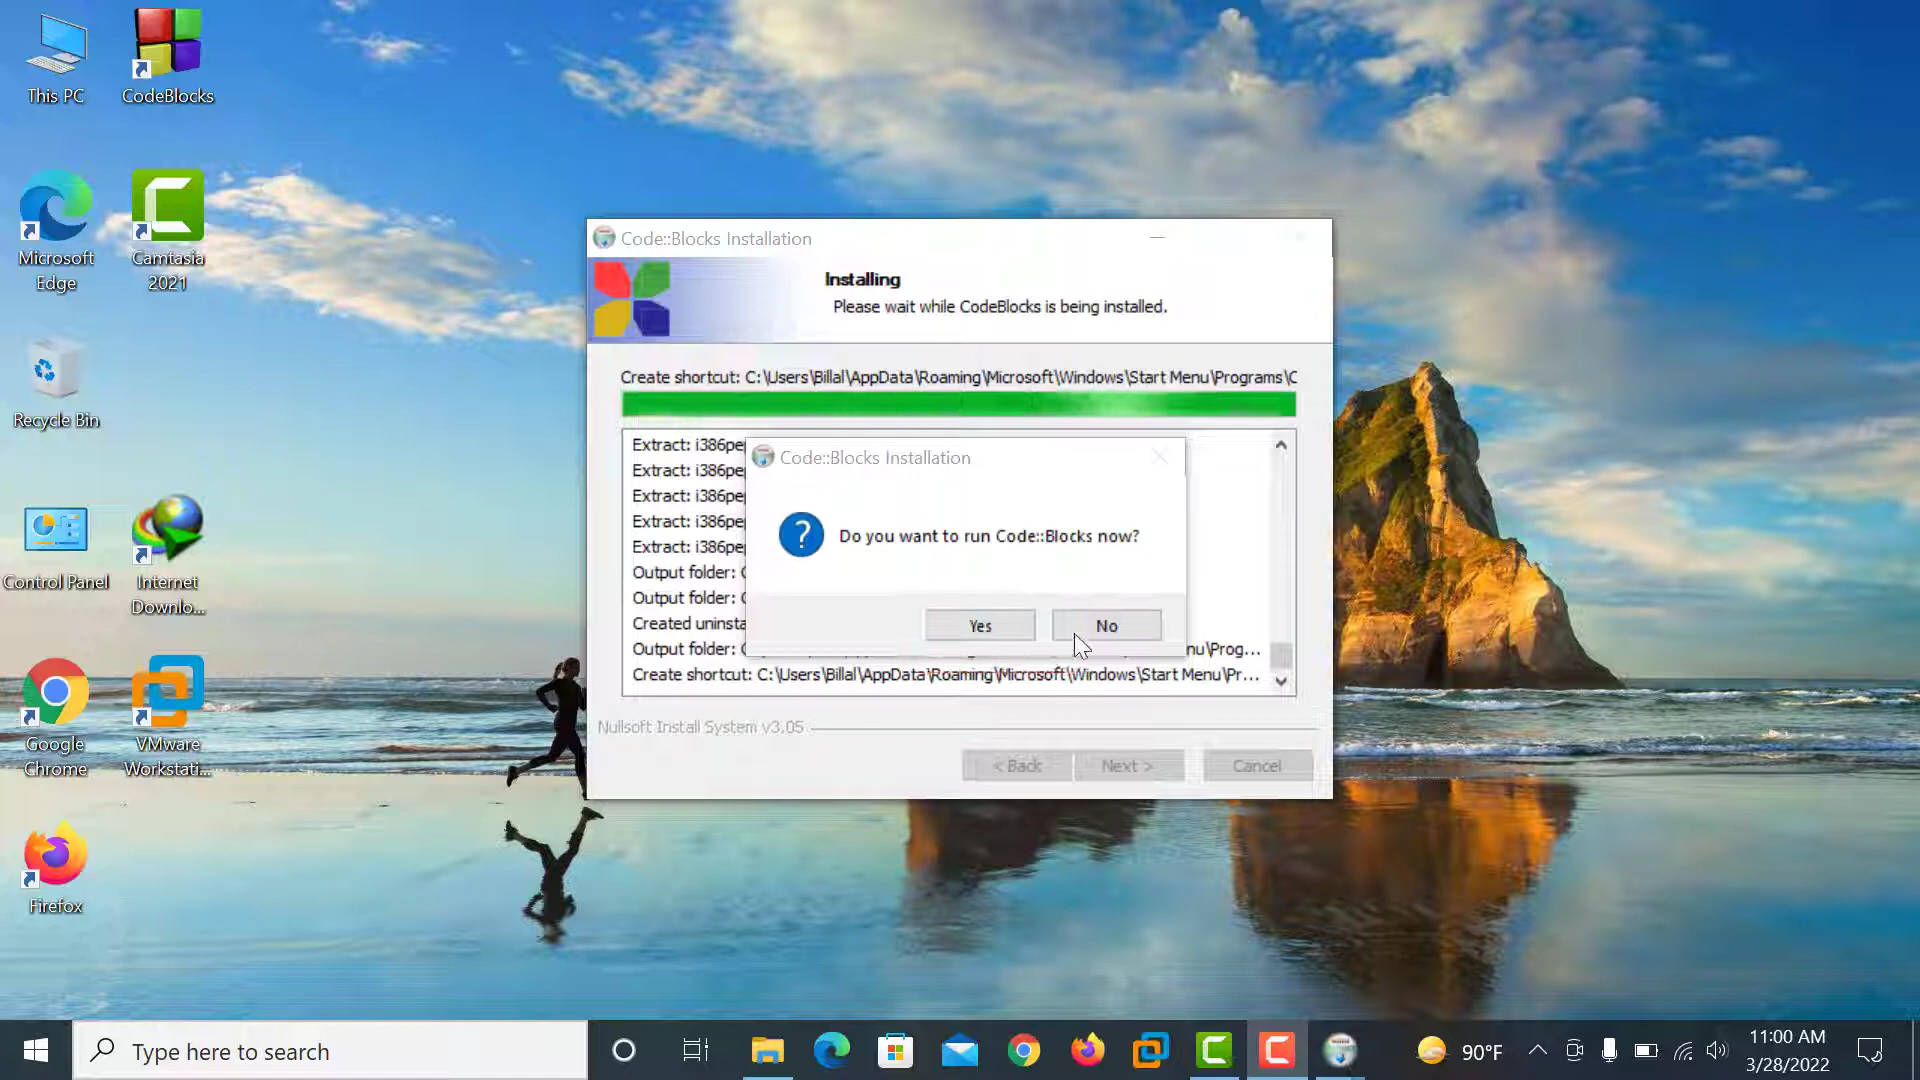 This PC
CodeBlocks
Microsoft
Edge
Camtasia
2021
Recycle Bin
Control Panel
Internet
Downlo...
Google
Chrome
VMware
Workstati...
Firefox
Code::Blocks Installation
Installing
Please wait while CodeBlocks is being installed.
Create shortcut: C:\Users\Billal\AppData\Roaming\Microsoft\Windows\Start Menu\Programs\C
Extract: i386pe
Extract: i386pe
Extract: i386pe
Extract: i386pe
Extract: i386pe
Output folder: C
Output folder: C
Created uninsta
Output folder: C
nu\Prog...
Create shortcut: C:\Users\Billal\AppData\Roaming\Microsoft\Windows\Start Menu\Pr...
Code::Blocks Installation
Do you want to run Code::Blocks now?
Yes
No
Nullsoft Install System v3.05
< Back
Next >
Cancel
Type here to search
90°F
11:00 AM
3/28/2022